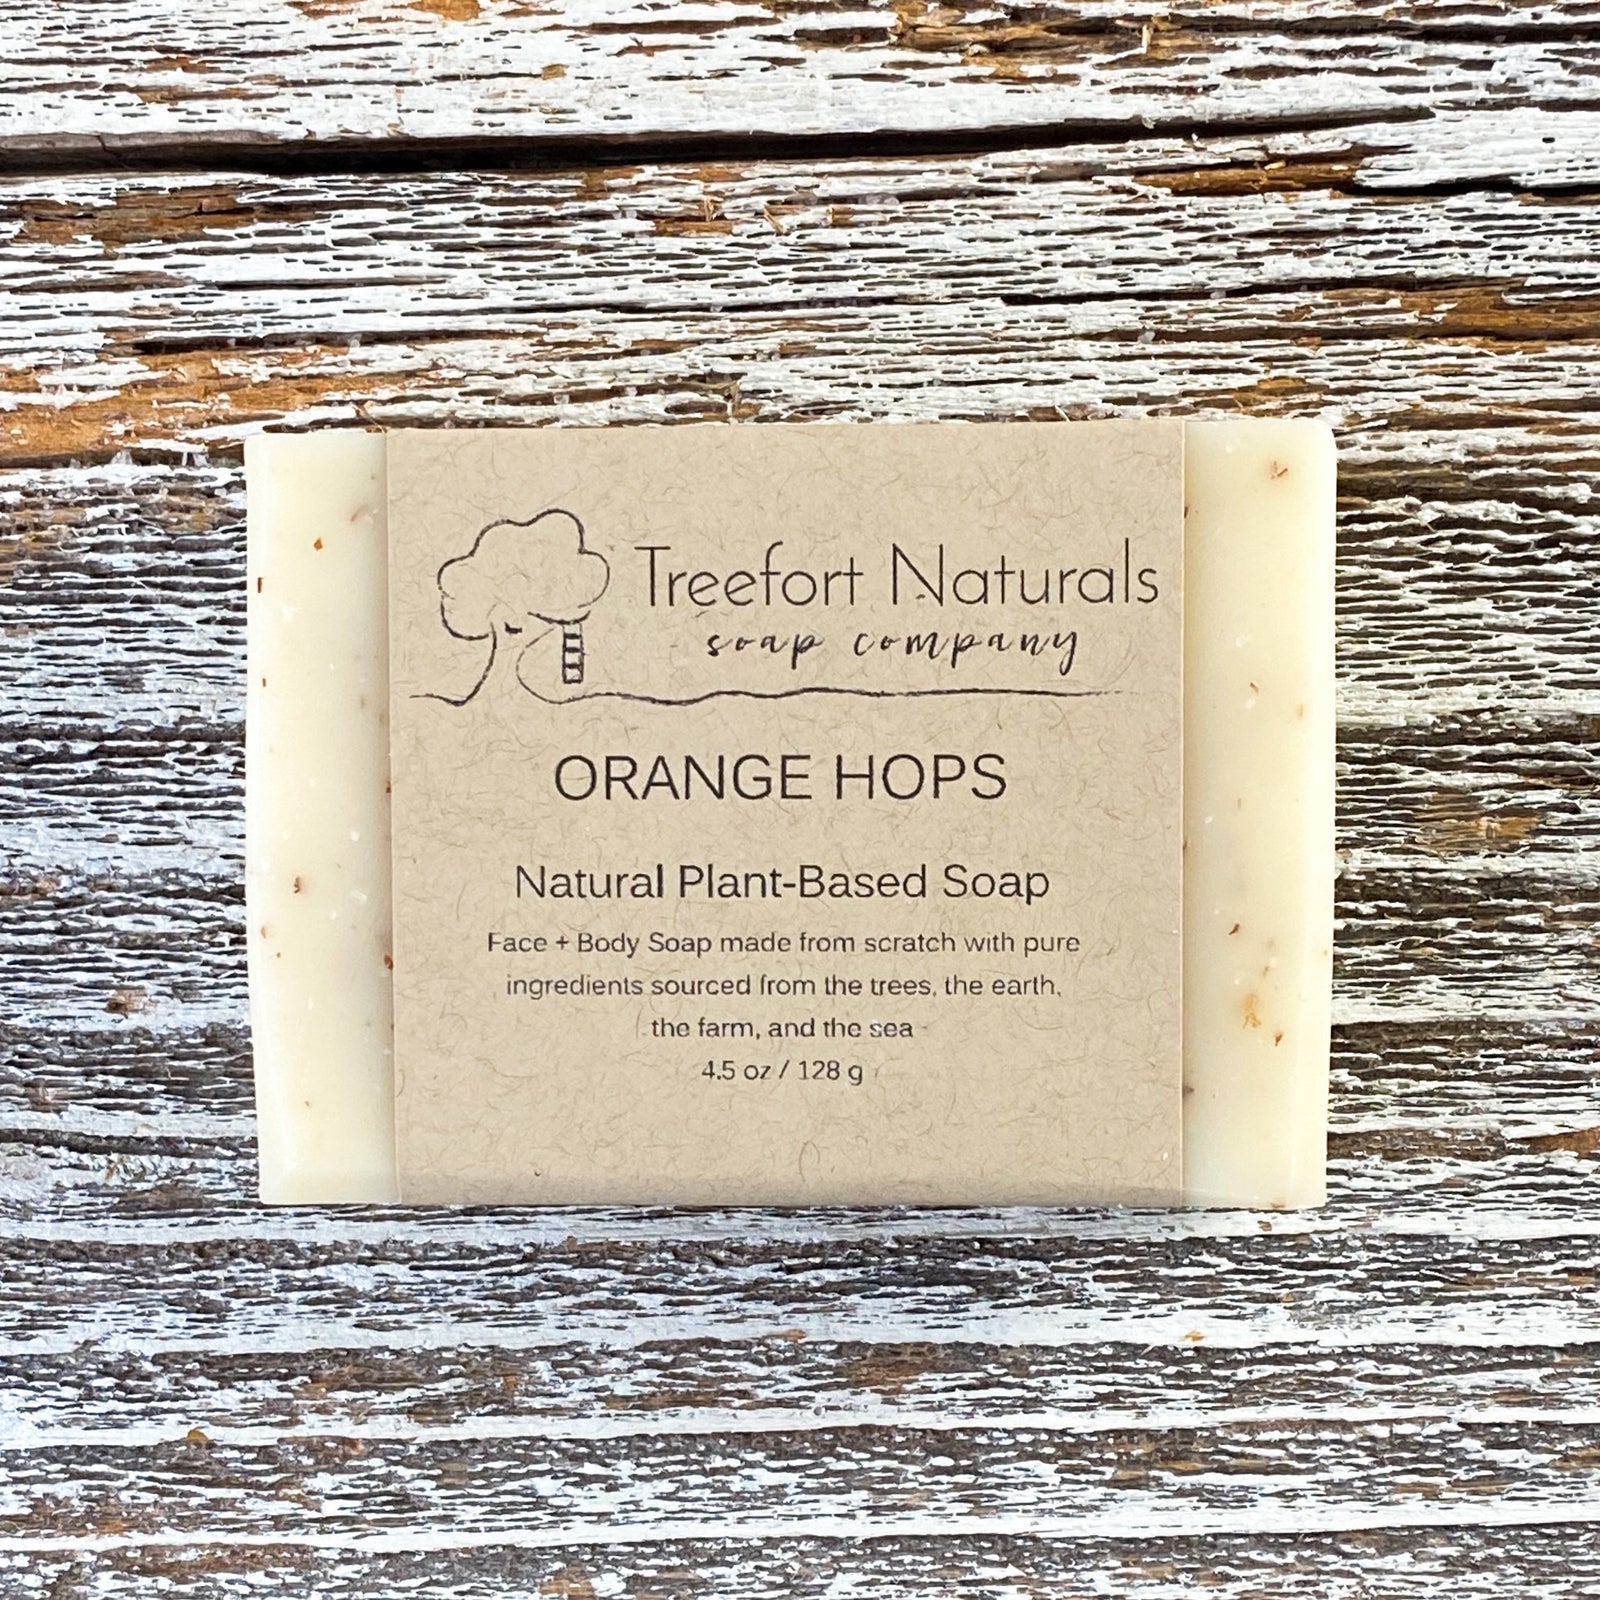 Treefort Naturals
soap company
ORANGE HOPS
Natural Plant-Based Soap
Face + Body Soap made from scratch with pure
ingredients sourced from the trees, the earth,
the farm, and the sea
4.5 oz / 128 g